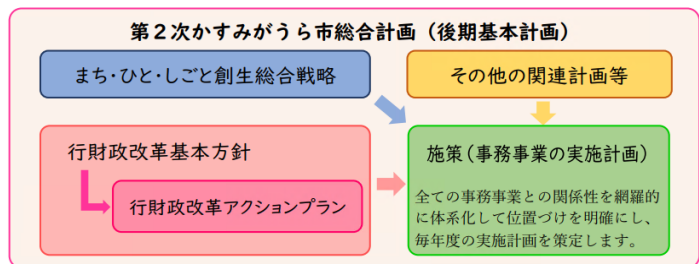 第２次かすみがうら市総合計画（後期基本計画）
まち・ひと・しごと創生総合戦略
その他の関連計画等
行財政改革基本方針
行財政改革アクションプラン
施策（事務事業の実施計画）
全ての事務事業との関係性を網羅的
に体系化して位置づけを明確にし、
毎年度の実施計画を策定します。